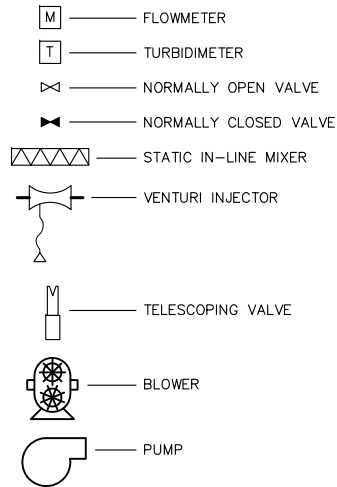 M FLOWMETER
T TURBIDIMETER
NORMALLY OPEN VALVE
NORMALLY CLOSED VALVE
STATIC IN-LINE MIXER
VENTURI INJECTOR
TELESCOPING VALVE
BLOWER
PUMP